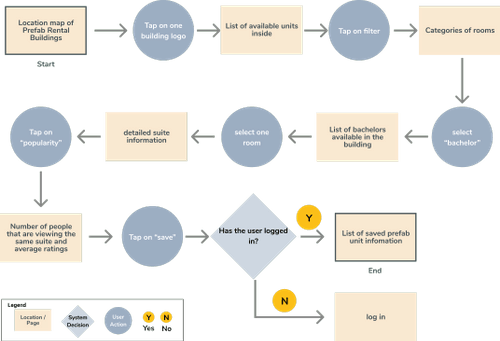 Location map of
Prefab Rental
Buildings
Start
Tap on one
building logo
List of available units
inside
Tap on filter
Categories of rooms
Tap on
"popularity"
detailed suite
information
select one
room
List of bachelors
available in the
building
select
"bachelor"
Number of people
that are viewing the
same suite and
average ratings
Tap on "save"
Has the user logged
in?
Y
List of saved prefab
unit infomation
End
N
log in
Legend
Location /
Page
System
Decision
User
Action
Y
Yes
N
No